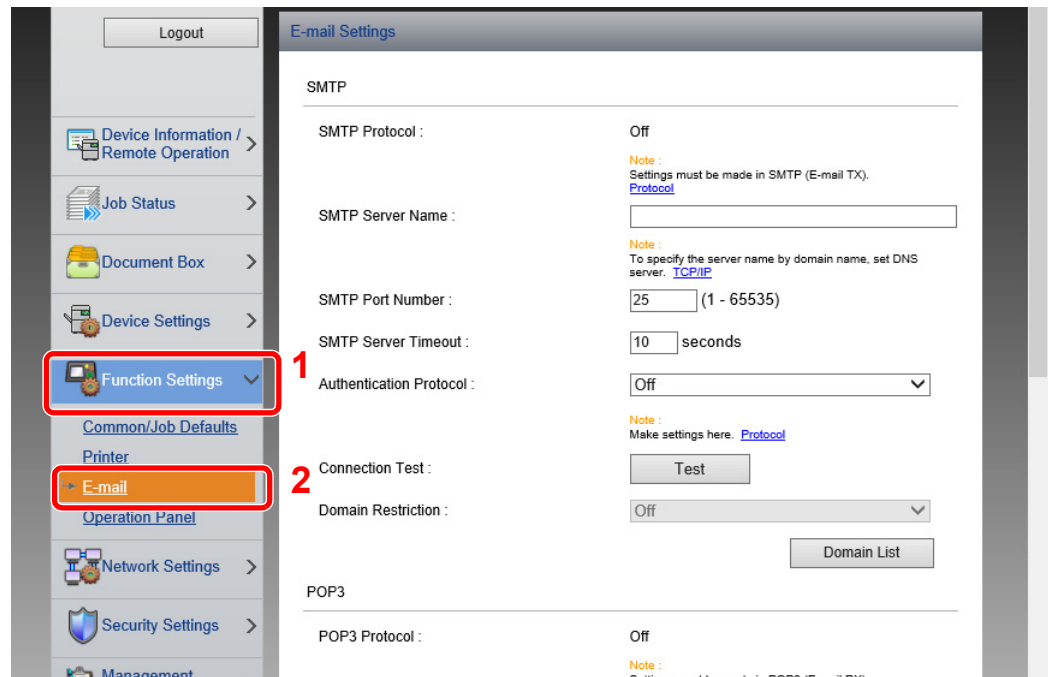 Logout
Device Information /
Remote Operation
Job Status
Document Box
Device Settings
Function Settings
1
Common/Job Defaults
Printer
E-mail
2
Operation Panel
Network Settings
Security Settings
Management
E-mail Settings
SMTP
SMTP Protocol : Off
Note :
Settings must be made in SMTP (E-mail TX).
Protocol
SMTP Server Name :
Note :
To specify the server name by domain name, set DNS
server. TCP/IP
SMTP Port Number : 25 (1 - 65535)
SMTP Server Timeout : 10 seconds
Authentication Protocol : Off
Note :
Make settings here. Protocol
Connection Test : Test
Domain Restriction : Off
Domain List
POP3
POP3 Protocol : Off
Note :